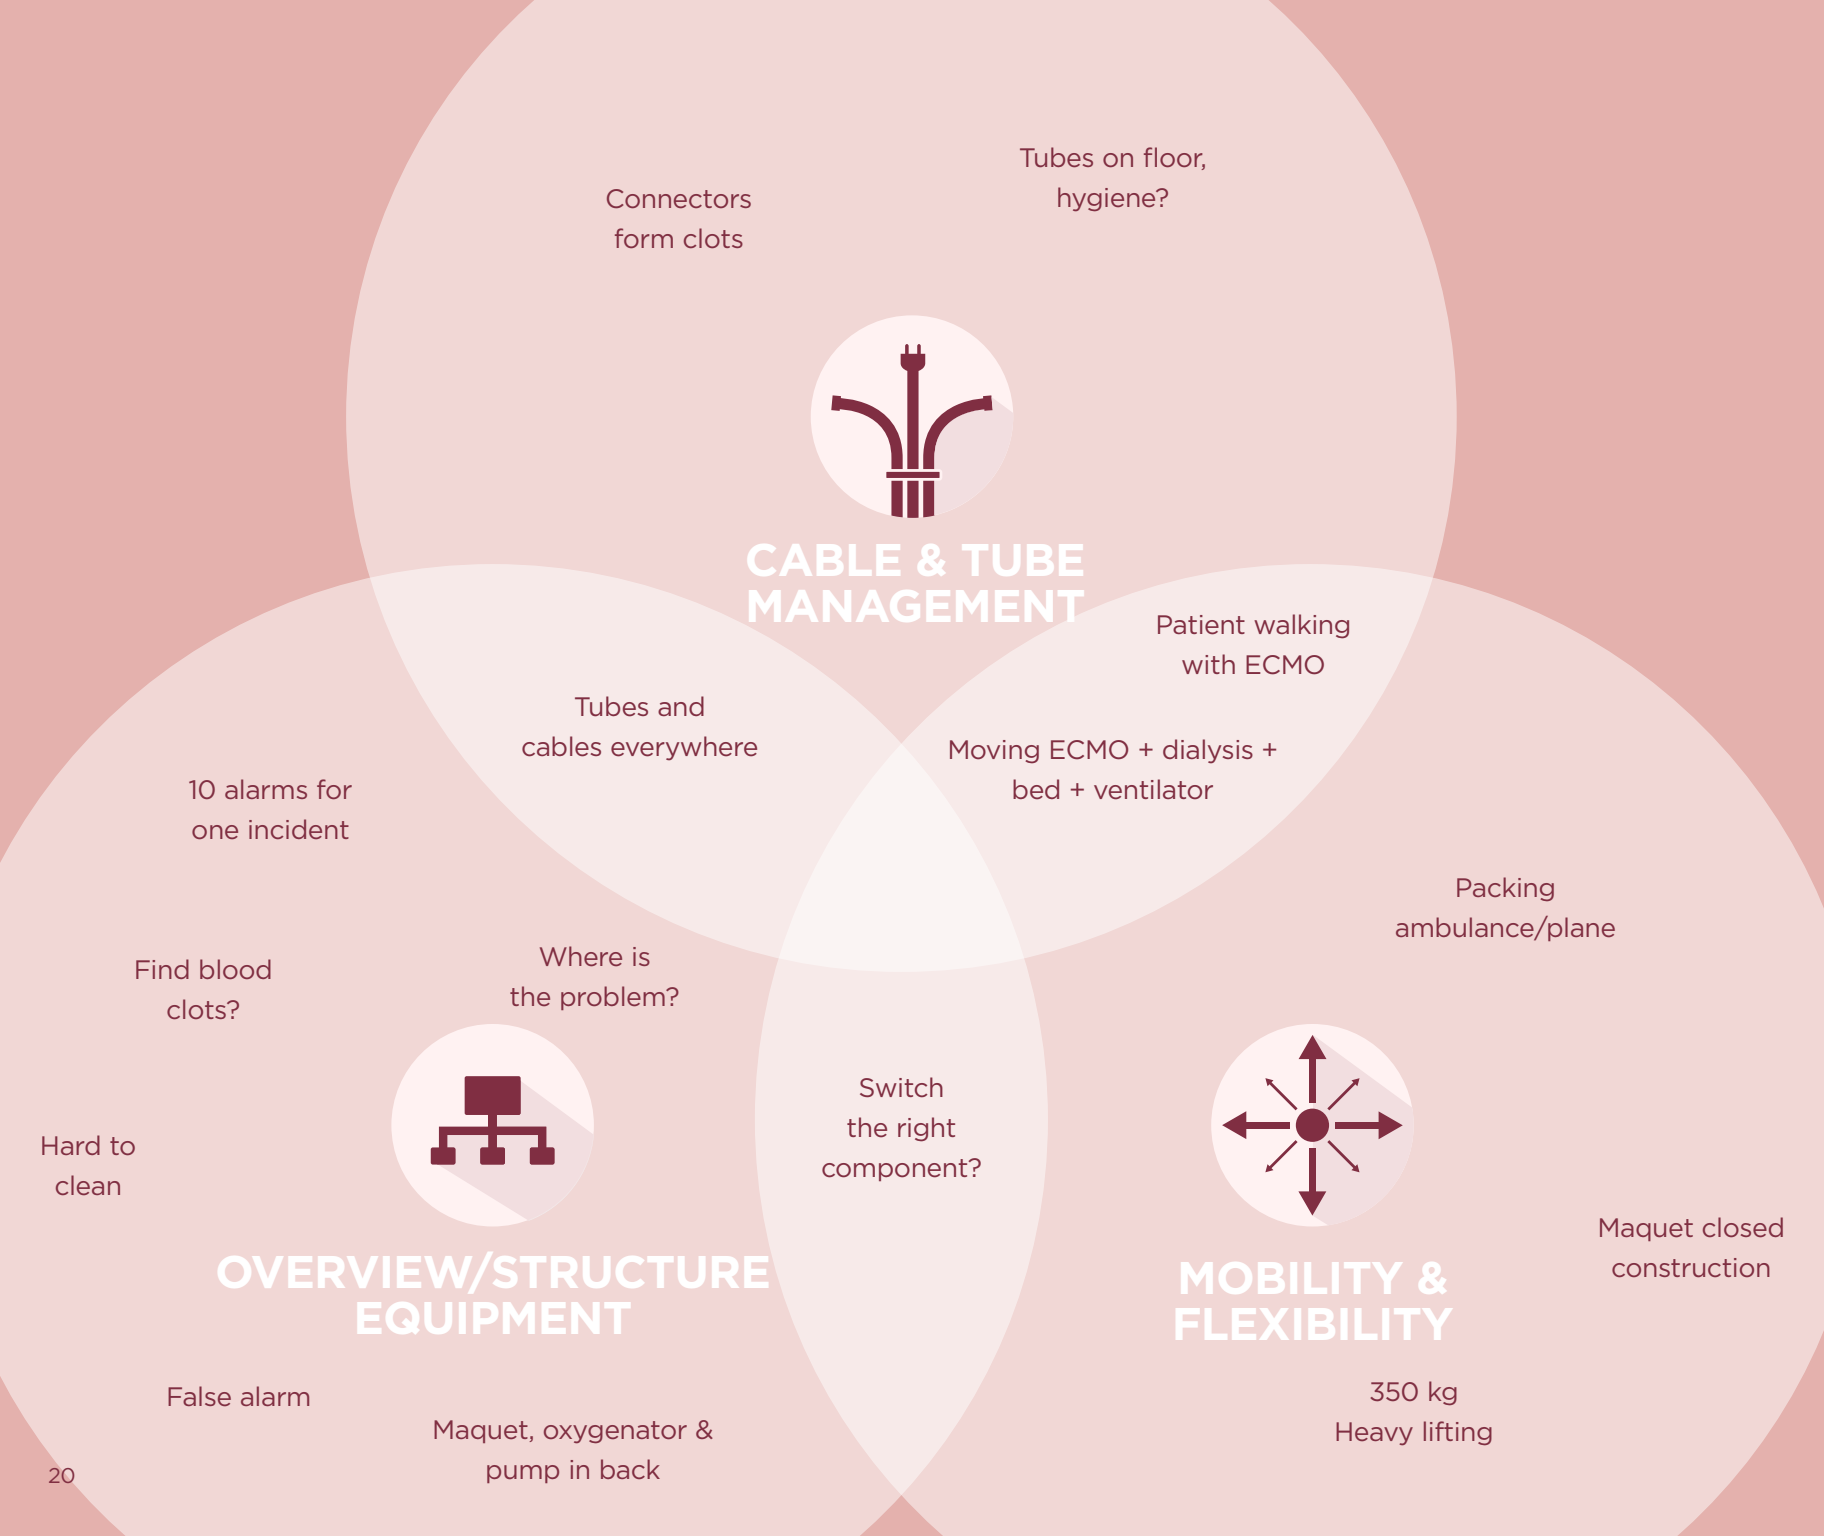 Tubes on floor,
hygiene?
Connectors
form clots
CABLE & TUBE
MANAGEMENT
Patient walking
with ECMO
Tubes and
cables everywhere
Moving ECMO + dialysis +
bed + ventilator
10 alarms for
one incident
Packing
ambulance/plane
Find blood
clots?
Where is
the problem?
Switch
the right
component?
Hard to
clean
Maquet closed
construction
OVERVIEW/STRUCTURE
EQUIPMENT
MOBILITY &
FLEXIBILITY
False alarm
350 kg
Heavy lifting
Maquet, oxygenator &
pump in back
20